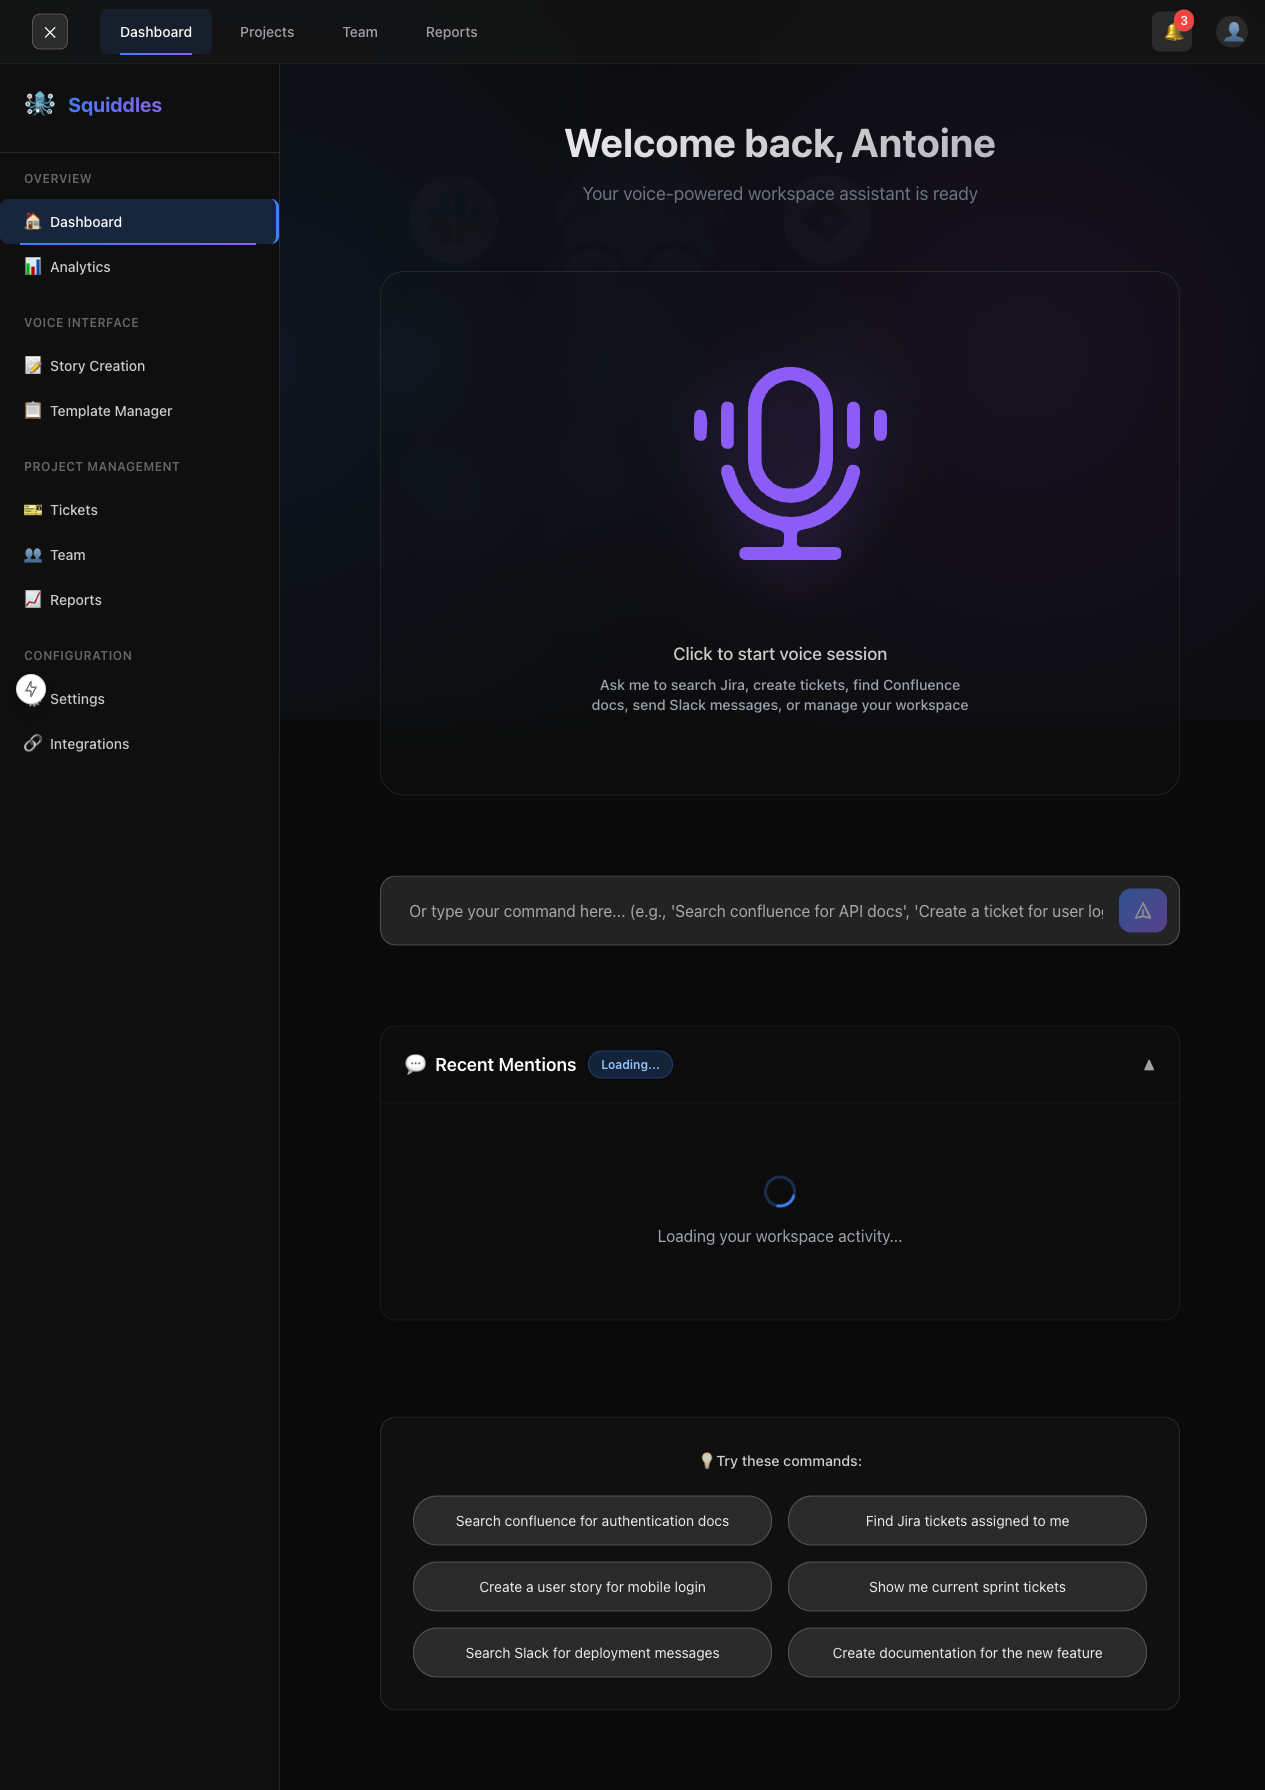 Dashboard
Projects
Team
Reports
3
Squiddles
OVERVIEW
Dashboard
Analytics
VOICE INTERFACE
Story Creation
Template Manager
PROJECT MANAGEMENT
Tickets
Team
Reports
CONFIGURATION
Settings
Integrations
Welcome back, Antoine
Your voice-powered workspace assistant is ready
Click to start voice session
Ask me to search Jira, create tickets, find Confluence
docs, send Slack messages, or manage your workspace
Or type your command here... (e.g., 'Search confluence for API docs', 'Create a ticket for user log
Recent Mentions
Loading...
Loading your workspace activity...
Try these commands:
Search confluence for authentication docs
Find Jira tickets assigned to me
Create a user story for mobile login
Show me current sprint tickets
Search Slack for deployment messages
Create documentation for the new feature